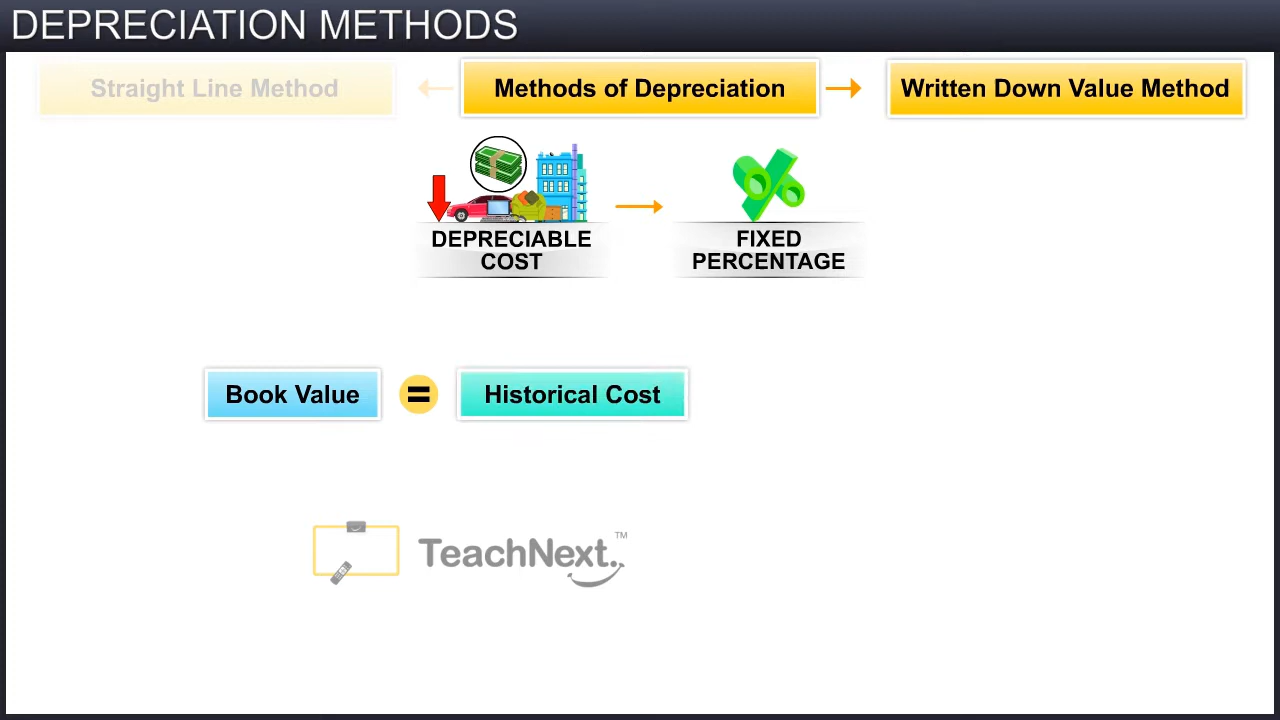 DEPRECIATION METHODS
Straight Line Method
Methods of Depreciation
Written Down Value Method
DEPRECIABLE
COST
FIXED
PERCENTAGE
Book Value
=
Historical Cost
TeachNext.™